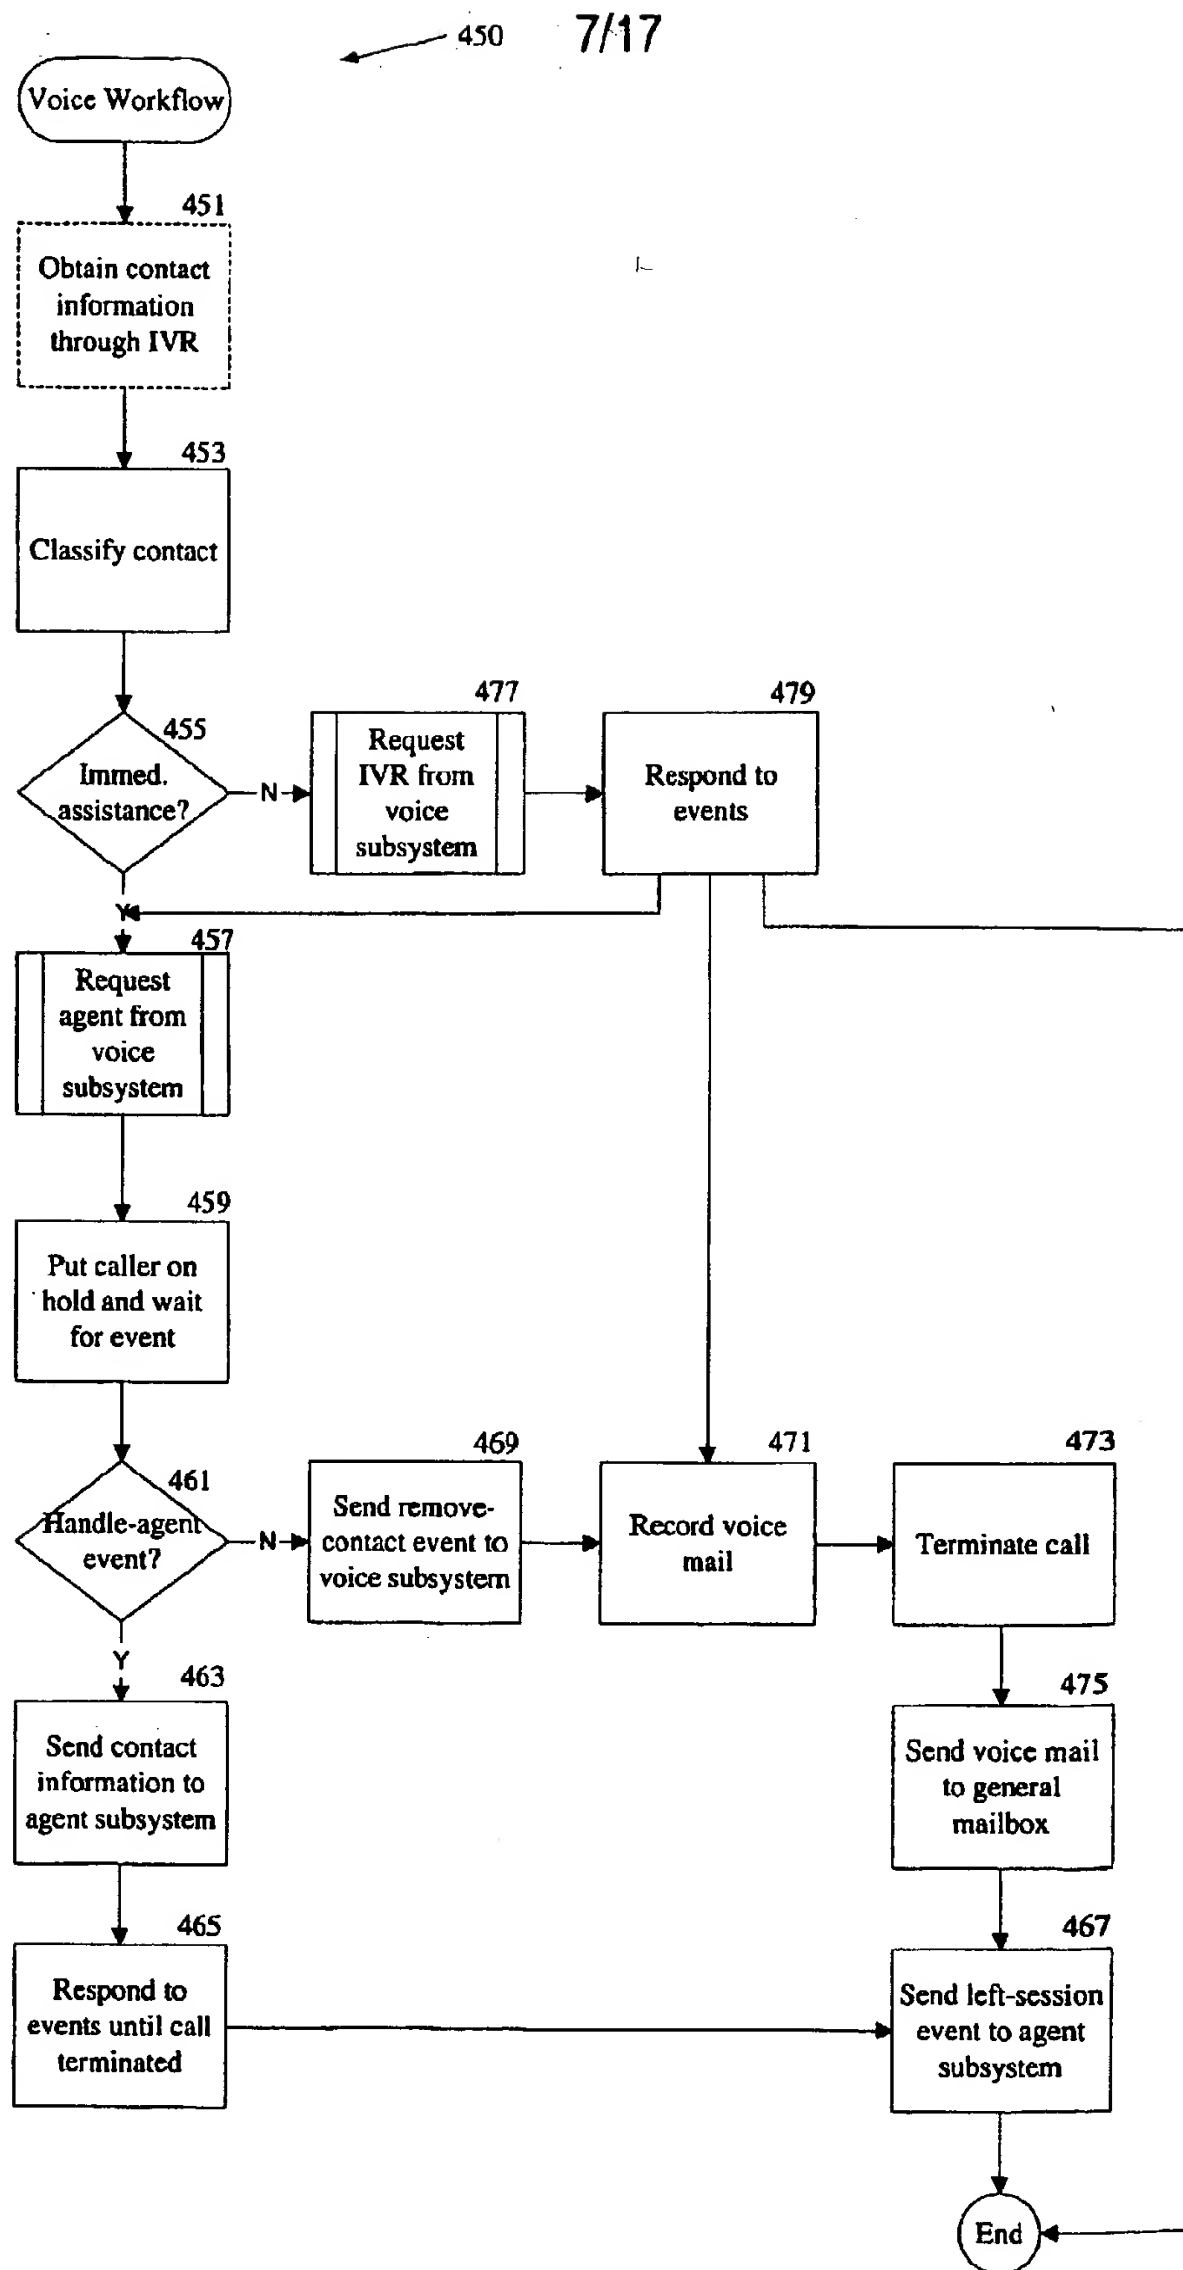 450
7/17
Voice Workflow
451
Obtain contact
information
through IVR
453
Classify contact
455
Immed.
assistance?
N
477
Request
IVR from
voice
subsystem
479
Respond to
events
Y
457
Request
agent from
voice
subsystem
459
Put caller on
hold and wait
for event
461
Handle-agent
event?
N
469
Send remove-
contact event to
voice subsystem
471
Record voice
mail
473
Terminate call
Y
463
Send contact
information to
agent subsystem
475
Send voice mail
to general
mailbox
465
Respond to
events until call
terminated
467
Send left-session
event to agent
subsystem
End